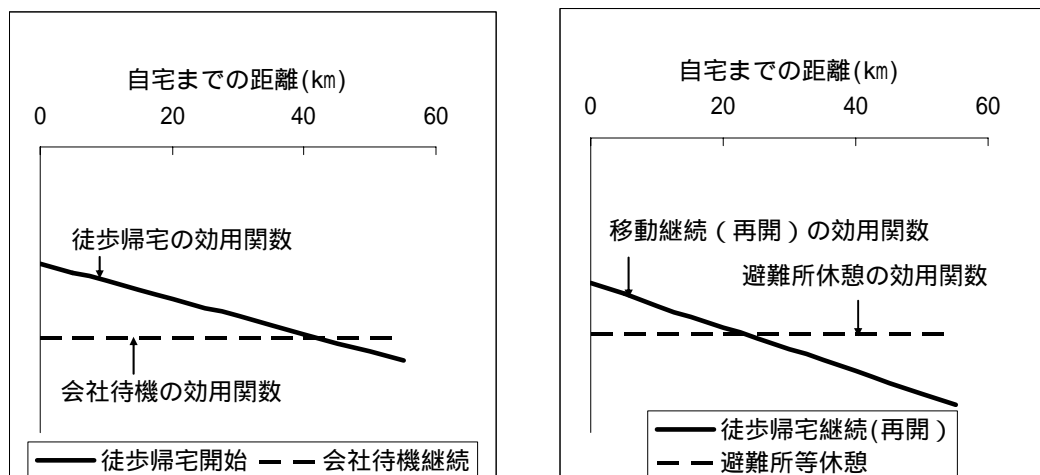 自宅までの距離(㎞)
0 20 40 60
徒歩帰宅の効用関数
会社待機の効用関数
徒歩帰宅開始 会社待機継続
自宅までの距離(㎞)
0 20 40 60
移動継続（再開）の効用関数
避難所休憩の効用関数
徒歩帰宅継続(再開）
避難所等休憩